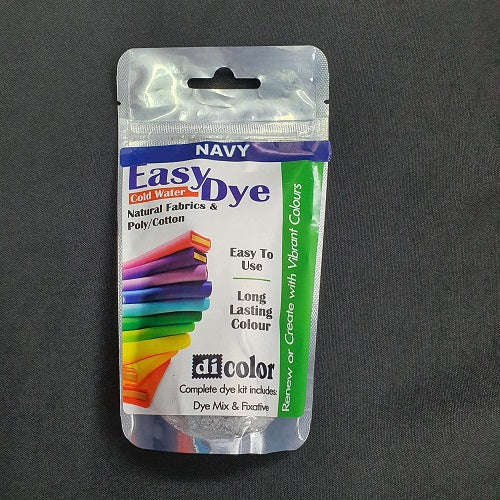 NAVY
Easy Dye
Cold Water
Natural Fabrics &
Poly/Cotton
Easy To
Use
Long
Lasting
Colour
dicolor
Complete dye kit includes:
Dye Mix & Fixative
Renew or Create with Vibrant Colours